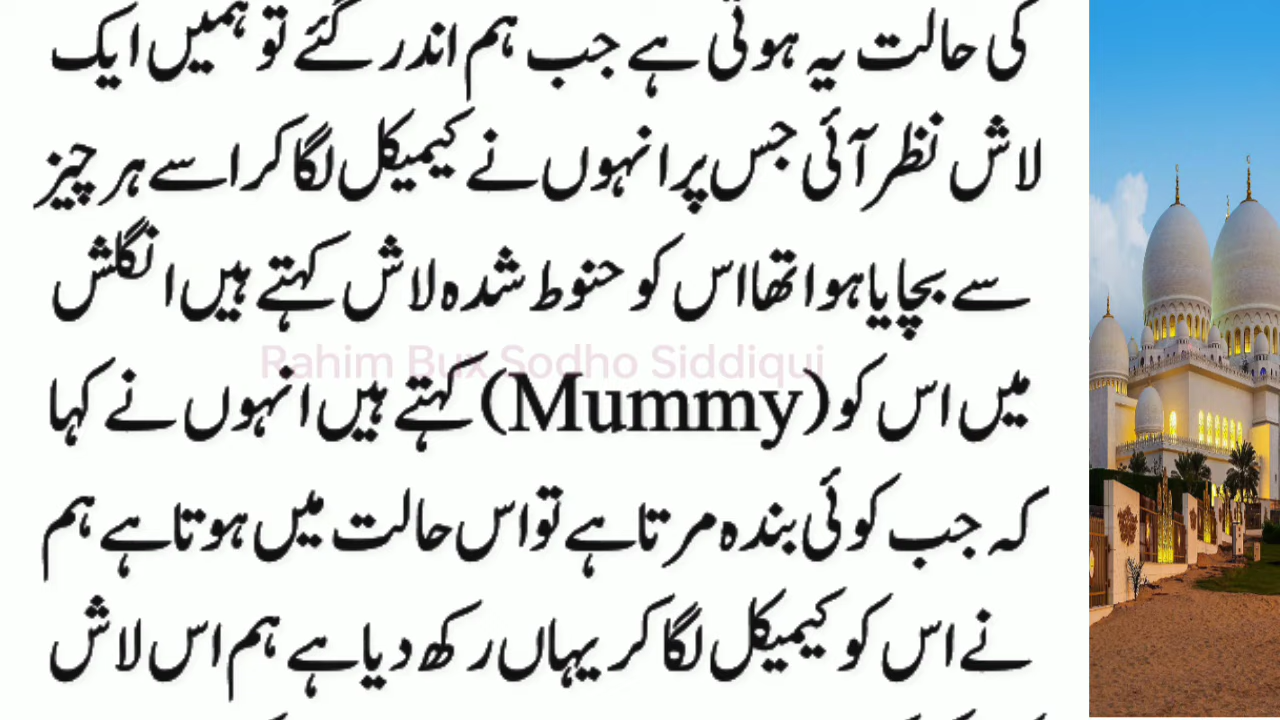 کی حالت یہ ہوتی ہے جب ہم اندر گئے تو ہمیں ایک
لاش نظر آئی جس پر انہوں نے کیمیکل لگا کر اسے ہر چیز
سے بچایا ہوا تھا اس کو حنوط شدہ لاش کہتے ہیں انگلش
Rahim Bux Sodho Siddiqui
میں اس کو (Mummy) کہتے ہیں انہوں نے کہا
کہ جب کوئی بندہ مرتا ہے تو اس حالت میں ہوتا ہے ہم
نے اس کو کیمیکل لگا کر یہاں رکھ دیا ہے ہم اس لاش